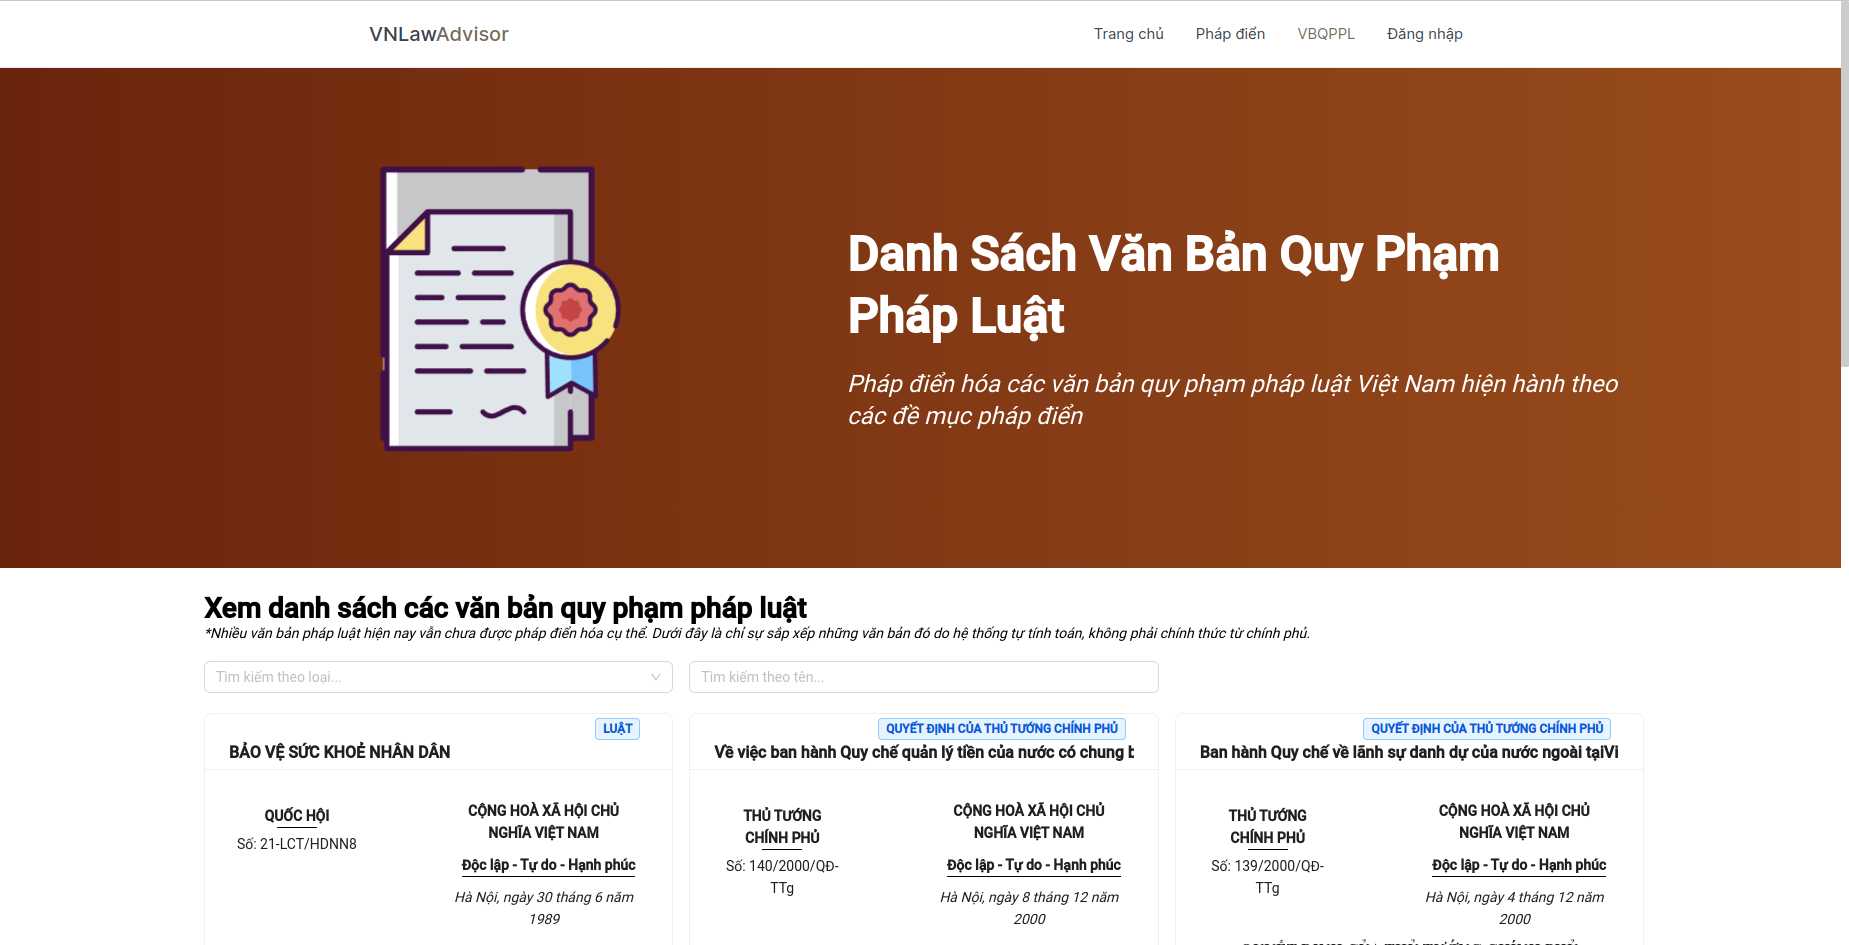 VNLawAdvisor
Trang chủ
Pháp điển
VBQPPL
Đăng nhập
Danh Sách Văn Bản Quy Phạm
Pháp Luật
Pháp điển hóa các văn bản quy phạm pháp luật Việt Nam hiện hành theo
các đề mục pháp điển
Xem danh sách các văn bản quy phạm pháp luật
*Nhiều văn bản pháp luật hiện nay vẫn chưa được pháp điển hóa cụ thể. Dưới đây là chỉ sự sắp xếp những văn bản đó do hệ thống tự tính toán, không phải chính thức từ chính phủ.
Tìm kiếm theo loại...
Tìm kiếm theo tên...
LUẬT
BẢO VỆ SỨC KHOẺ NHÂN DÂN
QUỐC HỘI
Số: 21-LCT/HDNN8
CỘNG HOÀ XÃ HỘI CHỦ
NGHĨA VIỆT NAM
Độc lập - Tự do - Hạnh phúc
Hà Nội, ngày 30 tháng 6 năm
1989
QUYẾT ĐỊNH CỦA THỦ TƯỚNG CHÍNH PHỦ
Về việc ban hành Quy chế quản lý tiền của nước có chung
THỦ TƯỚNG
CHÍNH PHỦ
Số: 140/2000/QĐ-
TTg
CỘNG HOÀ XÃ HỘI CHỦ
NGHĨA VIỆT NAM
Độc lập - Tự do - Hạnh phúc
Hà Nội, ngày 8 tháng 12 năm
2000
QUYẾT ĐỊNH CỦA THỦ TƯỚNG CHÍNH PHỦ
Ban hành Quy chế về lãnh sự danh dự của nước ngoài tạiVi
THỦ TƯỚNG
CHÍNH PHỦ
Số: 139/2000/QĐ-
TTg
CỘNG HOÀ XÃ HỘI CHỦ
NGHĨA VIỆT NAM
Độc lập - Tự do - Hạnh phúc
Hà Nội, ngày 4 tháng 12 năm
2000